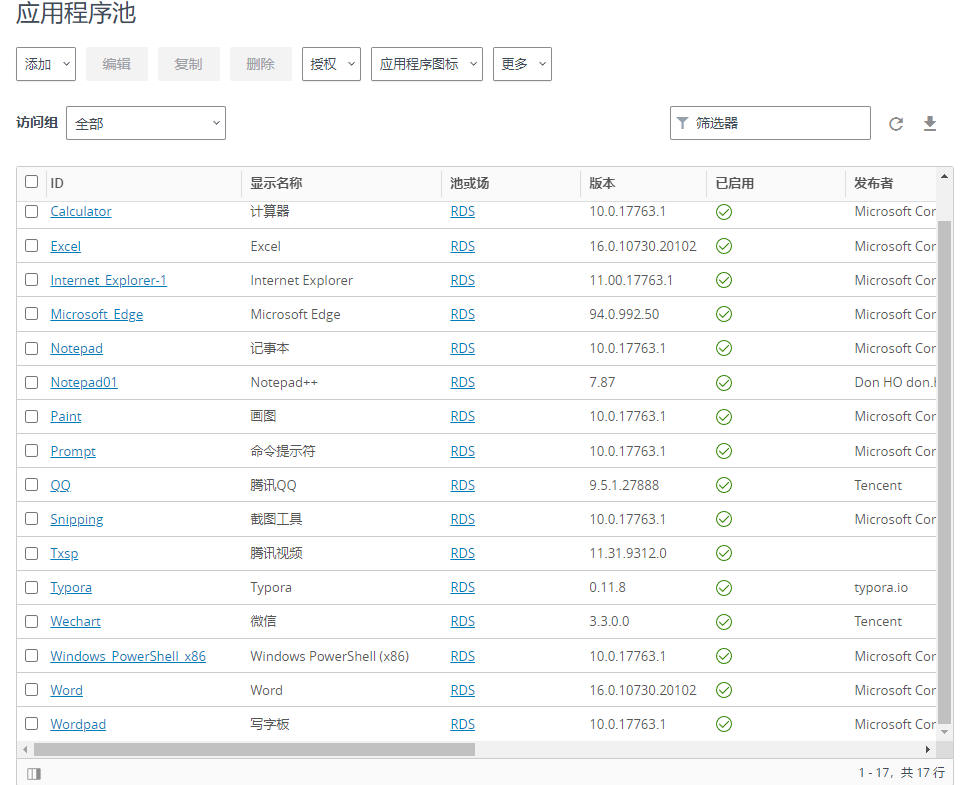 应用程序池
添加 编辑 复制 删除 授权 应用程序图标 更多
访问组 全部 筛选器
ID 显示名称 池或场 版本 已启用 发布者
Calculator 计算器 RDS 10.0.17763.1 Microsoft Cor
Excel Excel RDS 16.0.10730.20102 Microsoft Cor
Internet_Explorer-1 Internet Explorer RDS 11.00.17763.1 Microsoft Cor
Microsoft_Edge Microsoft Edge RDS 94.0.992.50 Microsoft Cor
Notepad 记事本 RDS 10.0.17763.1 Microsoft Cor
Notepad01 Notepad++ RDS 7.87 Don HO don.h
Paint 画图 RDS 10.0.17763.1 Microsoft Cor
Prompt 命令提示符 RDS 10.0.17763.1 Microsoft Cor
QQ 腾讯QQ RDS 9.5.1.27888 Tencent
Snipping 截图工具 RDS 10.0.17763.1 Microsoft Cor
Txsp 腾讯视频 RDS 11.31.9312.0
Typora Typora RDS 0.11.8 typora.io
Wechart 微信 RDS 3.3.0.0 Tencent
Windows_PowerShell_x86 Windows PowerShell (x86) RDS 10.0.17763.1 Microsoft Cor
Word Word RDS 16.0.10730.20102 Microsoft Cor
Wordpad 写字板 RDS 10.0.17763.1 Microsoft Cor
1 - 17，共 17 行